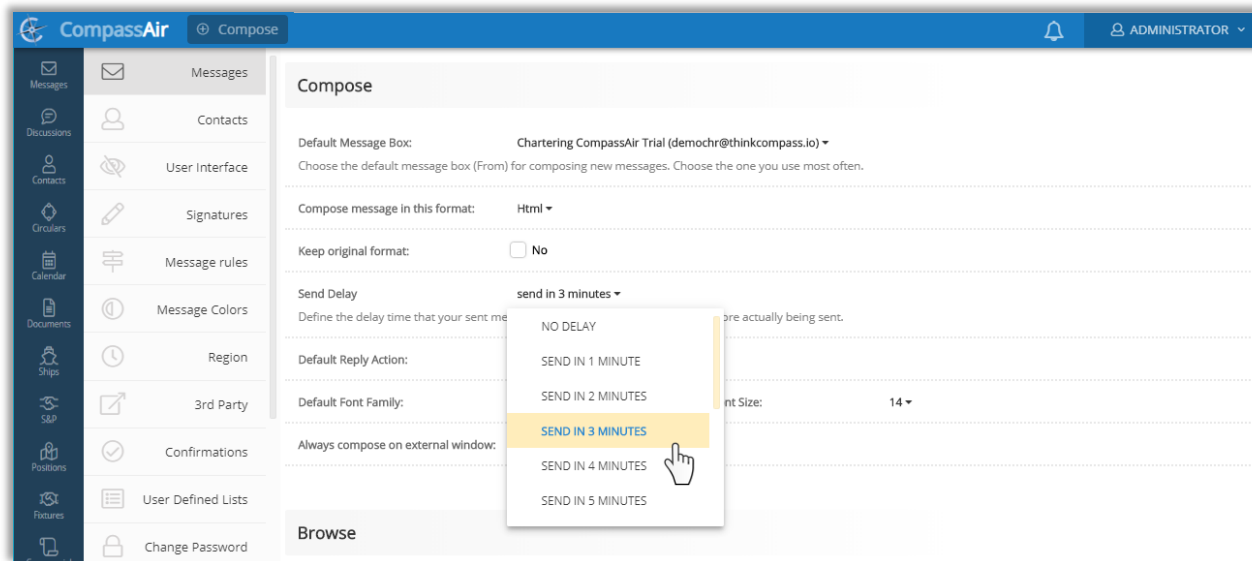 CompassAir
Compose
ADMINISTRATOR
Messages
Discussions
Contacts
Circulars
Calendar
Documents
Ships
S&P
Positions
Fixtures
Messages
Contacts
User Interface
Signatures
Message rules
Message Colors
Region
3rd Party
Confirmations
User Defined Lists
Change Password
Compose
Default Message Box: Chartering CompassAir Trial (demochr@thinkcompass.io)
Choose the default message box (From) for composing new messages. Choose the one you use most often.
Compose message in this format: Html
Keep original format: No
Send Delay send in 3 minutes
Define the delay time that your sent actually being sent.
NO DELAY
SEND IN 1 MINUTE
SEND IN 2 MINUTES
SEND IN 3 MINUTES
SEND IN 4 MINUTES
SEND IN 5 MINUTES
Default Reply Action:
Default Font Family: Size: 14
Always compose on external window:
Browse